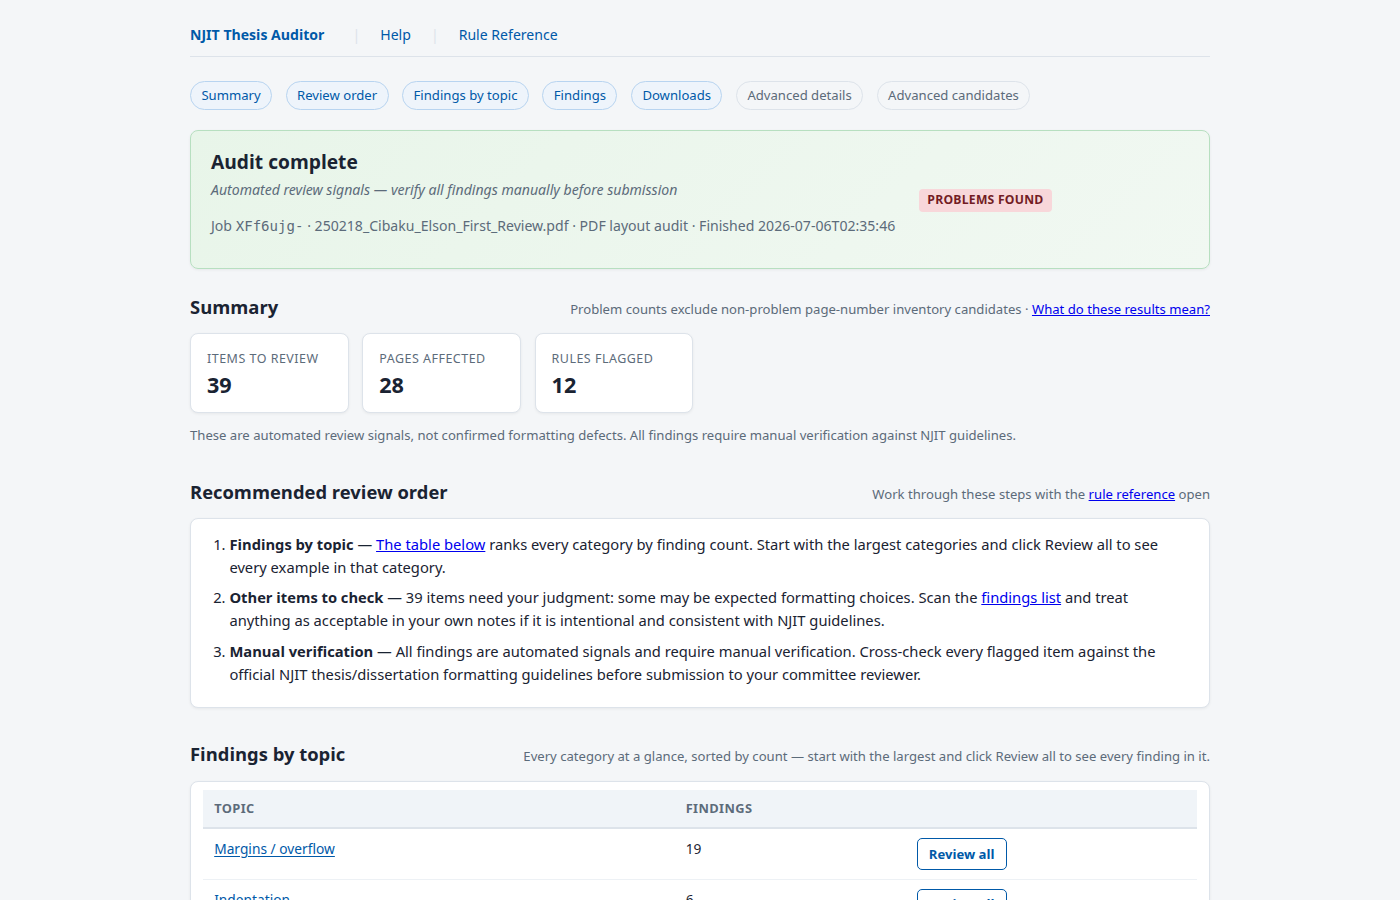 NJIT Thesis Auditor | Help | Rule Reference
Summary Review order Findings by topic Findings Downloads Advanced details Advanced candidates
Audit complete
Automated review signals — verify all findings manually before submission
PROBLEMS FOUND
Job XFf6ujg- · 250218_Cibaku_Elson_First_Review.pdf · PDF layout audit · Finished 2026-07-06T02:35:46
Summary
Problem counts exclude non-problem page-number inventory candidates · What do these results mean?
ITEMS TO REVIEW
39
PAGES AFFECTED
28
RULES FLAGGED
12
These are automated review signals, not confirmed formatting defects. All findings require manual verification against NJIT guidelines.
Recommended review order
Work through these steps with the rule reference open
1. Findings by topic — The table below ranks every category by finding count. Start with the largest categories and click Review all to see
every example in that category.
2. Other items to check — 39 items need your judgment: some may be expected formatting choices. Scan the findings list and treat
anything as acceptable in your own notes if it is intentional and consistent with NJIT guidelines.
3. Manual verification — All findings are automated signals and require manual verification. Cross-check every flagged item against the
official NJIT thesis/dissertation formatting guidelines before submission to your committee reviewer.
Findings by topic
Every category at a glance, sorted by count — start with the largest and click Review all to see every finding in it.
TOPIC FINDINGS
Margins / overflow 19 Review all
Indentation 6